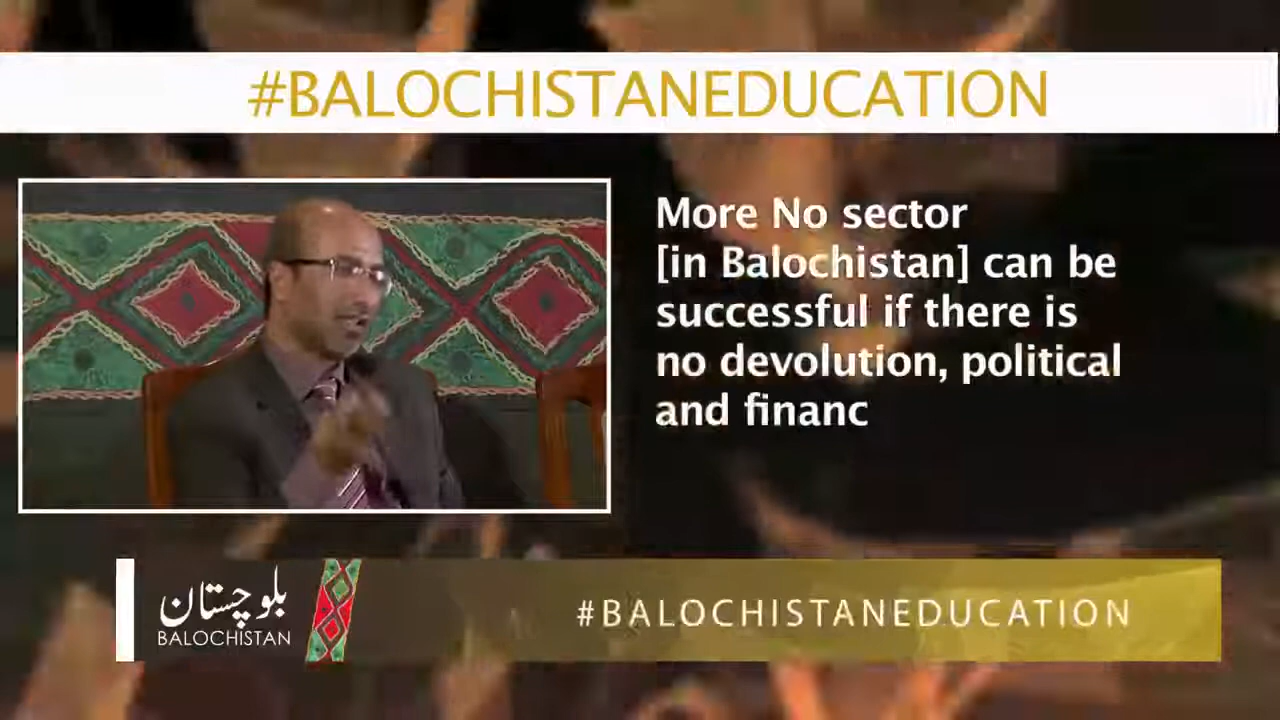 #BALOCHISTANEDUCATION
More No sector
[in Balochistan] can be
successful if there is
no devolution, political
and financ
بلوچستان
BALOCHISTAN
#BALOCHISTANEDUCATION